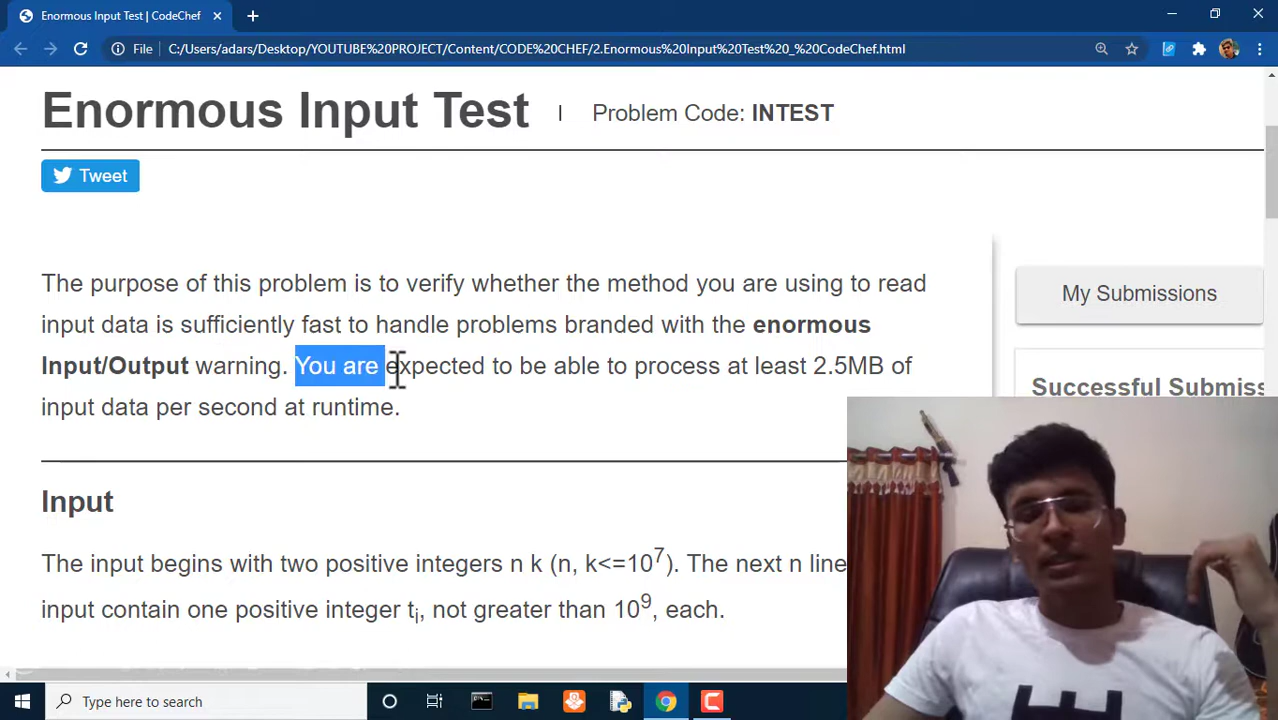 Enormous Input Test | CodeChef
File
C:/Users/adars/Desktop/YOUTUBE%20PROJECT/Content/CODE%20CHEF/2.Enormous%20Input%20Test%20_%20CodeChef.html
Enormous Input Test | Problem Code: INTEST
Tweet
The purpose of this problem is to verify whether the method you are using to read
input data is sufficiently fast to handle problems branded with the enormous
Input/Output warning. You are expected to be able to process at least 2.5MB of
input data per second at runtime.
My Submissions
Successful Submiss
Input
The input begins with two positive integers n k (n, k<=10⁷). The next n line
input contain one positive integer tᵢ, not greater than 10⁹, each.
Type here to search